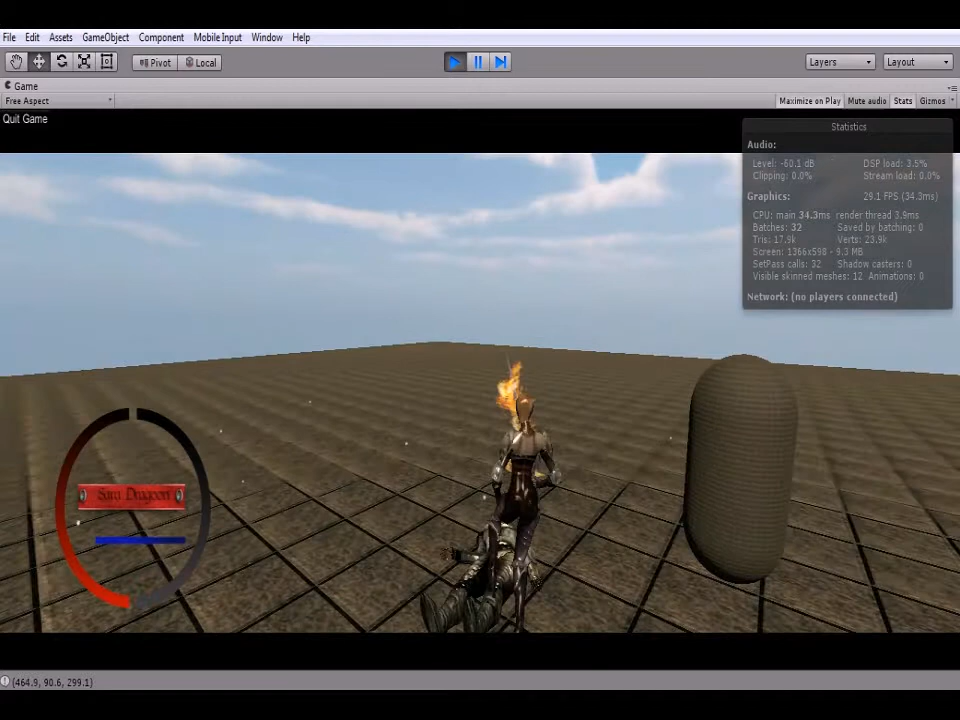 File Edit Assets GameObject Component Mobile Input Window Help
Pivot Local Layers Layout
Game
Free Aspect Maximize on Play Mute audio Stats Gizmos
Quit Game
Statistics
Audio:
Level: -60.1 dB DSP load: 3.5%
Clipping: 0.0% Stream load: 0.0%
Graphics: 29.1 FPS (34.3ms)
CPU: main 34.3ms render thread 3.9ms
Batches: 32 Saved by batching: 0
Tris: 17.9k Verts: 23.9k
Screen: 1366x598 - 9.3 MB
SetPass calls: 32 Shadow casters: 0
Visible skinned meshes: 12 Animations: 0
Network: (no players connected)
Sara Dragoon
(464.9, 90.6, 299.1)